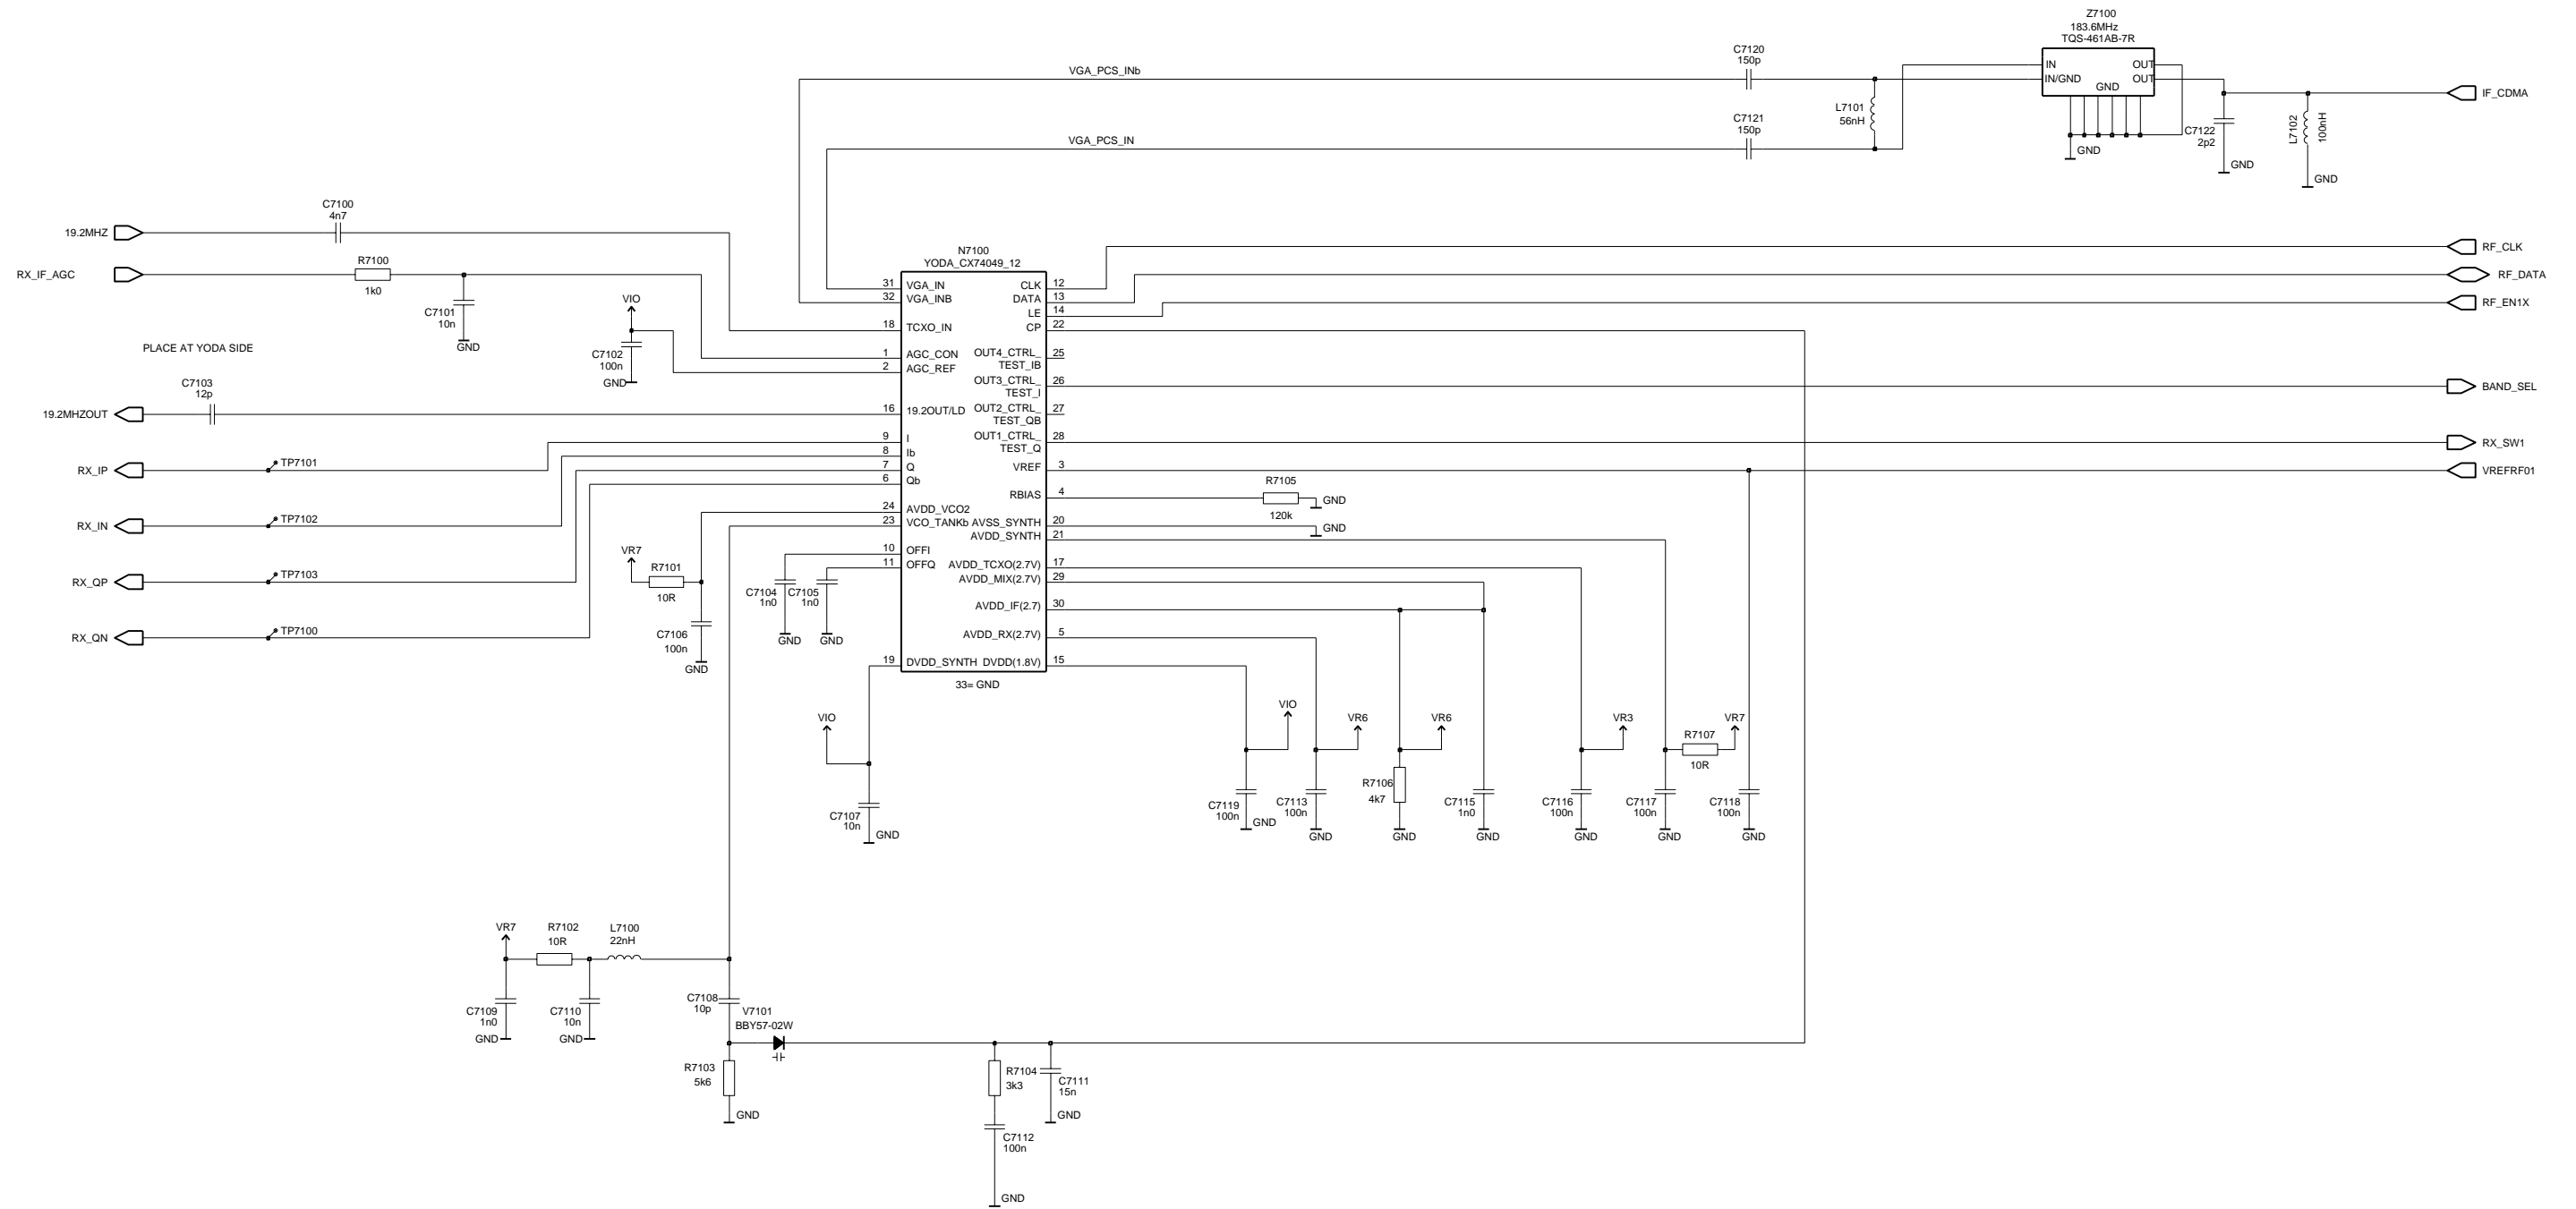 Z7100
183.6MHz
TQS-461AB-7R
IN
IN/GND
OUT
OUT
GND
GND
C7120
150p
VGA_PCS_INb
L7101
56nH
C7121
150p
VGA_PCS_IN
IF_CDMA
C7122
2p2
GND
L7102
100nH
GND
C7100
4n7
19.2MHZ
RX_IF_AGC
R7100
1k0
C7101
10n
GND
VIO
C7102
100n
GND
PLACE AT YODA SIDE
C7103
12p
19.2MHZOUT
RX_IP
TP7101
RX_IN
TP7102
RX_QP
TP7103
RX_QN
TP7100
N7100
YODA_CX74049_12
31 VGA_IN
32 VGA_INB
18 TCXO_IN
1 AGC_CON
2 AGC_REF
16 19.2OUT/LD
9 I
8 Ib
7 Q
6 Qb
24 AVDD_VCO2
23 VCO_TANKb
10 OFFI
11 OFFQ
19 DVDD_SYNTH
CLK 12
DATA 13
LE 14
CP 22
OUT4_CTRL_ 25
TEST_IB
OUT3_CTRL_ 26
TEST_I
OUT2_CTRL_ 27
TEST_QB
OUT1_CTRL_ 28
TEST_Q
VREF 3
RBIAS 4
AVSS_SYNTH 20
AVDD_SYNTH 21
AVDD_TCXO(2.7V) 17
AVDD_MIX(2.7V) 29
AVDD_IF(2.7) 30
AVDD_RX(2.7V) 5
DVDD(1.8V) 15
33= GND
RF_CLK
RF_DATA
RF_EN1X
BAND_SEL
RX_SW1
VREFRF01
R7105
120k
GND
GND
VR7
R7101
10R
C7106
100n
GND
C7104
1n0
GND
C7105
1n0
GND
VIO
C7107
10n
GND
VIO
C7119
100n
GND
VR6
C7113
100n
GND
VR6
R7106
4k7
GND
C7115
1n0
GND
VR3
C7116
100n
GND
VR7
R7107
10R
C7117
100n
GND
C7118
100n
GND
VR7
R7102
10R
L7100
22nH
C7109
1n0
GND
C7110
10n
GND
C7108
10p
V7101
BBY57-02W
R7103
5k6
GND
R7104
3k3
C7111
15n
GND
C7112
100n
GND